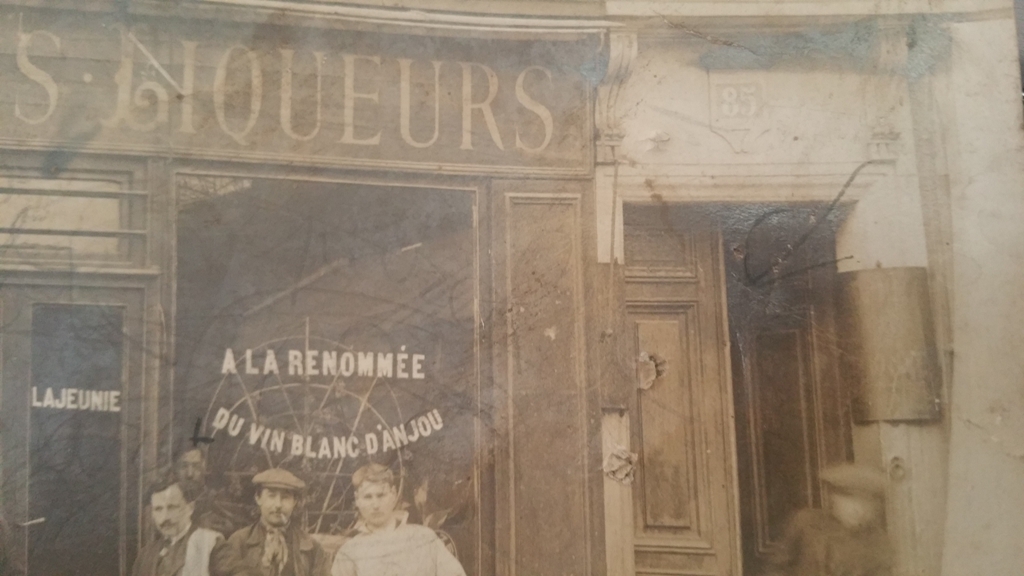 S · LIQUEURS
85
A LA RENOMMÉE
LAJEUNIE
DU VIN BLANC D'ANJOU